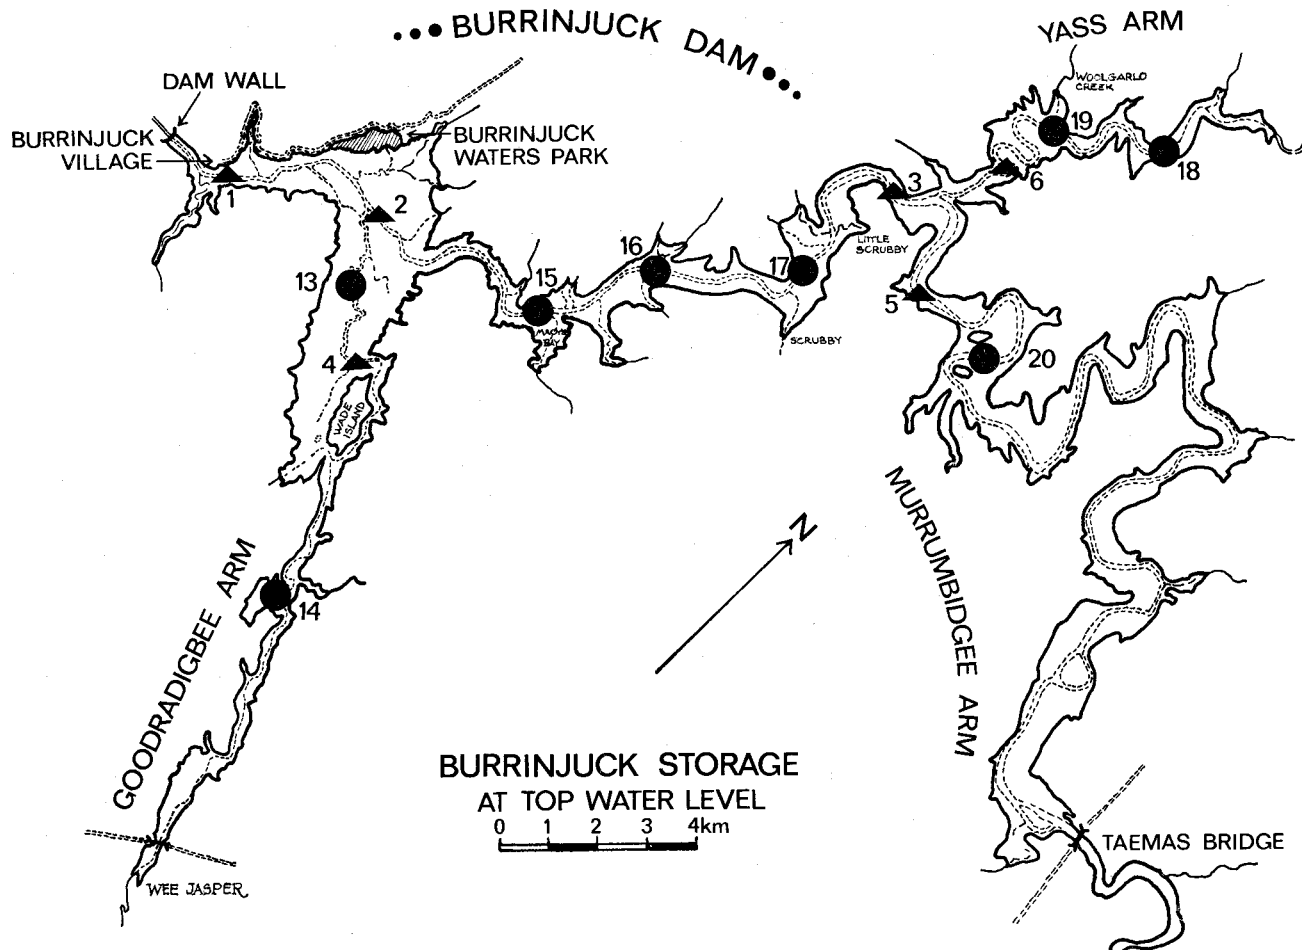 BURRINJUCK DAM
YASS ARM
DAM WALL
WOOLGARLO
CREEK
BURRINJUCK
VILLAGE
BURRINJUCK
WATERS PARK
19
18
6
3
1
2
LITTLE
SCRUBBY
16
17
13
15
5
SCRUBBY
4
20
WADE
ISLAND
MURRUMBIDGEE ARM
N
GOODRADIGBEE ARM
14
BURRINJUCK STORAGE
AT TOP WATER LEVEL
0 1 2 3 4km
TAEMAS BRIDGE
WEE JASPER